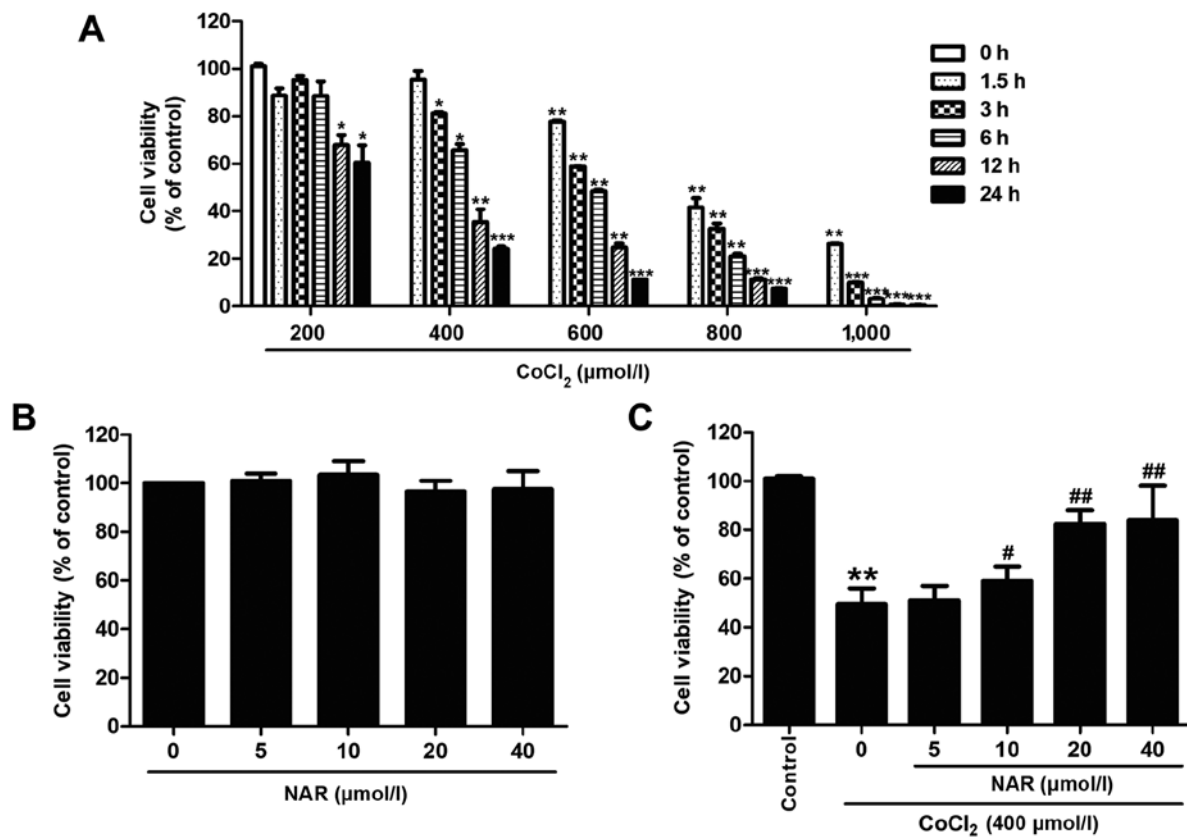 A
Cell viability
(% of control)
120
100
80
60
40
20
0
* *
* * ** ***
** ** ** ** ***
** ** ** *** ***
** *** *** *** ***
200 400 600 800 1,000
CoCl₂ (µmol/l)
0 h
1.5 h
3 h
6 h
12 h
24 h
B
Cell viability (% of control)
120
100
80
60
40
20
0
0 5 10 20 40
NAR (µmol/l)
C
Cell viability (% of control)
120
100
80
60
40
20
0
** # ## ##
Control 0 5 10 20 40
NAR (µmol/l)
CoCl₂ (400 µmol/l)